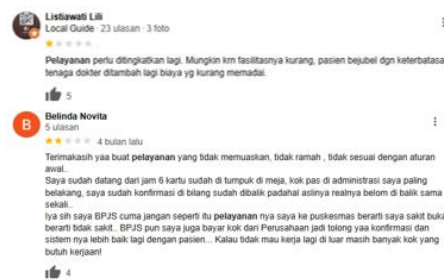 Listiawati Lili
Local Guide · 23 ulasan · 3 foto
Pelayanan perlu ditingkatkan lagi. Mungkin krn fasilitasnya kurang, pasien bejubel dgn keterbatasa
tenaga dokter ditambah lagi biaya yg kurang memadai.
5
B
Belinda Novita
5 ulasan
4 bulan lalu
Terimakasih yaa buat pelayanan yang tidak memuaskan, tidak ramah , tidak sesuai dengan aturan
awal..
Saya sudah datang dari jam 6 kartu sudah di tumpuk di meja, kok pas di administrasi saya paling
belakang, saya sudah konfirmasi di bilang sudah dibalik padahal aslinya realnya belom di balik sama
sekali..
Iya sih saya BPJS cuma jangan seperti itu pelayanan nya saya ke puskesmas berarti saya sakit buka
berarti tidak sakit.. BPJS pun saya juga bayar kok dari Perusahaan jadi tolong yaa konfirmasi dan
sistem nya lebih baik lagi dengan pasien... Kalau tidak mau kerja lagi di luar masih banyak kok yang
butuh kerjaan!
4